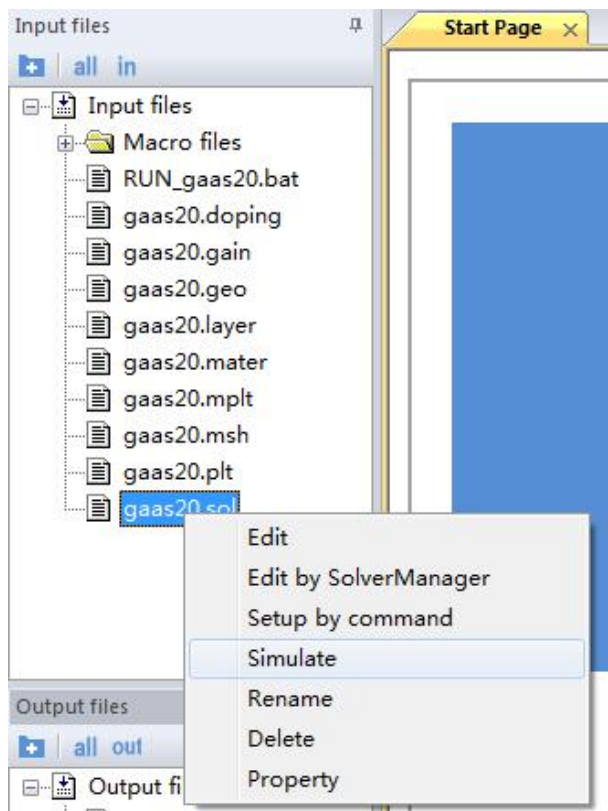 Input files
Start Page
all in
Input files
Macro files
RUN_gaas20.bat
gaas20.doping
gaas20.gain
gaas20.geo
gaas20.layer
gaas20.mater
gaas20.mplt
gaas20.msh
gaas20.plt
gaas20.sol
Edit
Edit by SolverManager
Setup by command
Simulate
Rename
Delete
Property
Output files
all out
Output fi